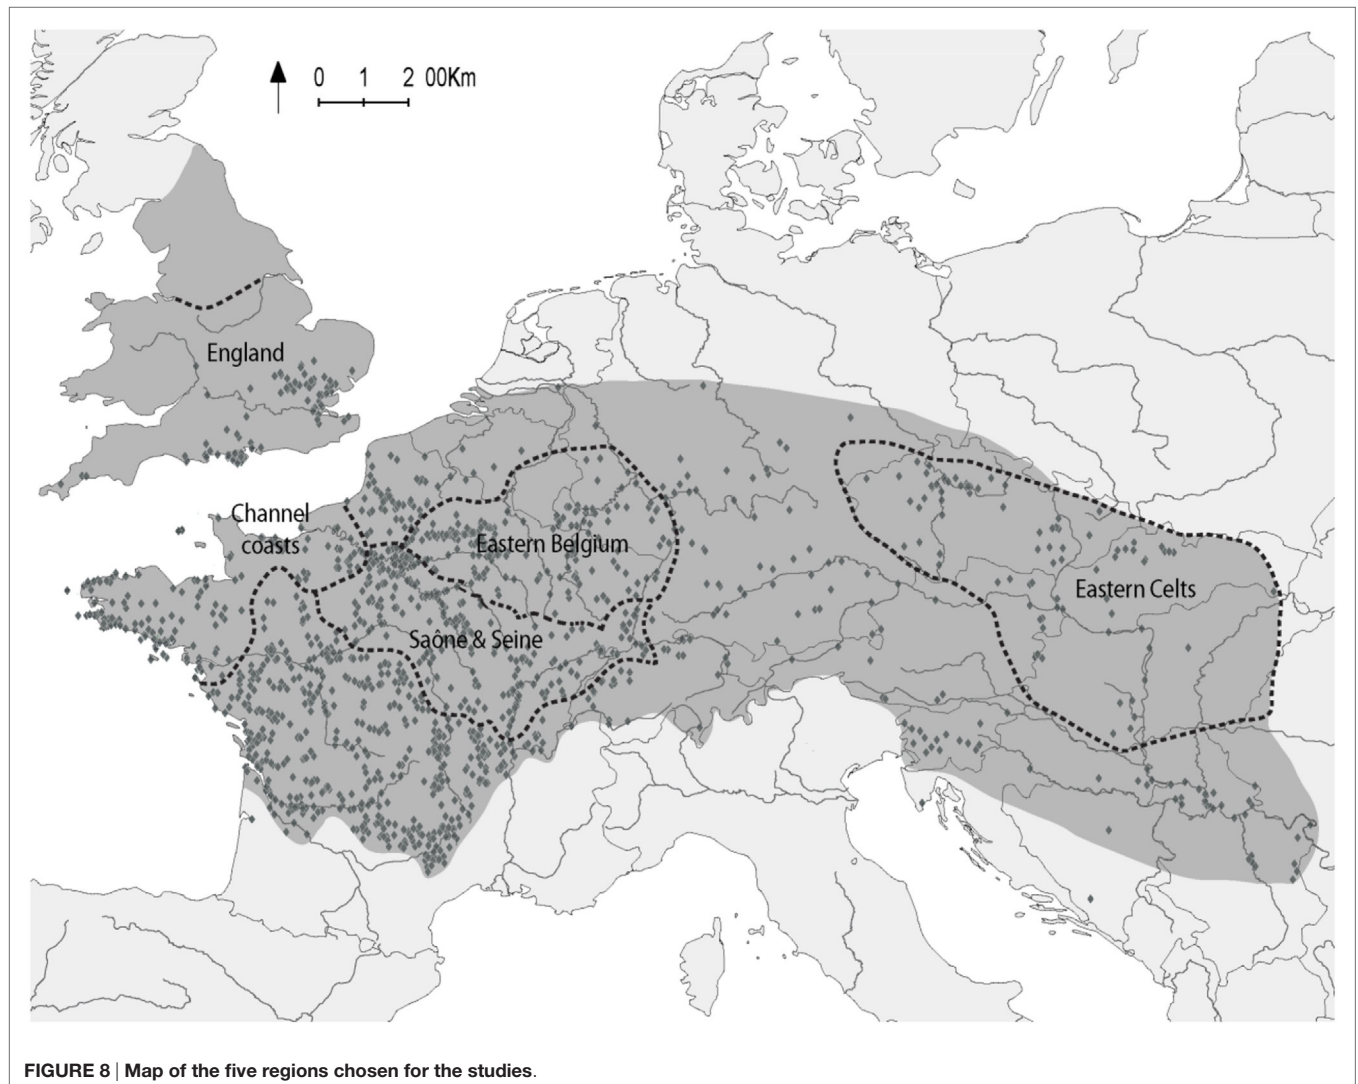 0 1 2 00Km
England
Channel
coasts
Eastern Belgium
Eastern Celts
Saône & Seine
FIGURE 8 | Map of the five regions chosen for the studies.